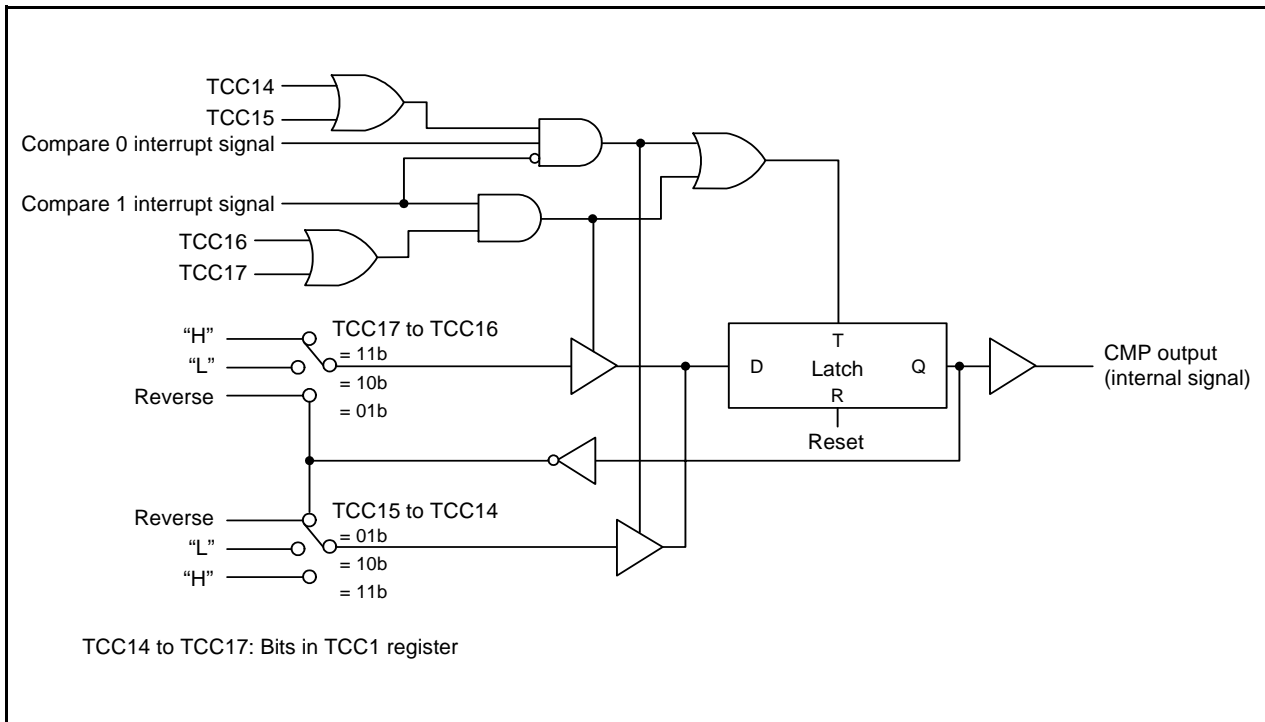 TCC14
TCC15
Compare 0 interrupt signal
Compare 1 interrupt signal
TCC16
TCC17
“H”
“L”
Reverse
TCC17 to TCC16
= 11b
= 10b
= 01b
D
T
Latch
R
Q
Reset
CMP output
(internal signal)
Reverse
“L”
“H”
TCC15 to TCC14
= 01b
= 10b
= 11b
TCC14 to TCC17: Bits in TCC1 register